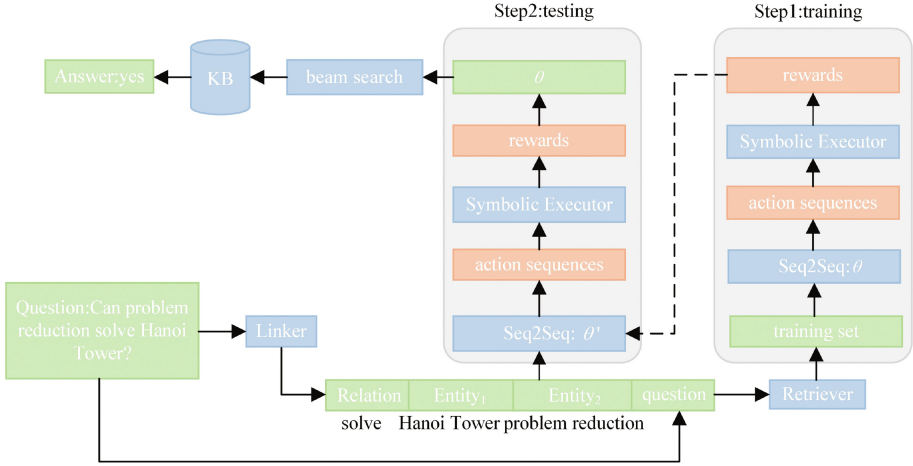 Step2:testing
Step1:training
Answer:yes
KB
beam search
θ
rewards
Symbolic Executor
action sequences
Seq2Seq: θ'
rewards
Symbolic Executor
action sequences
Seq2Seq: θ
training set
Question:Can problem
reduction solve Hanoi
Tower?
Linker
Relation
Entity₁
Entity₂
question
Retriever
solve
Hanoi Tower problem reduction